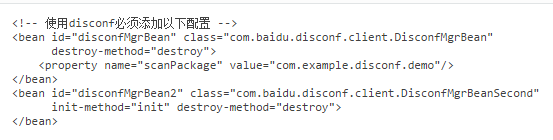 <!-- 使用disconf必须添加以下配置 -->
<bean id="disconfMgrBean" class="com.baidu.disconf.client.DisconfMgrBean"
destroy-method="destroy">
<property name="scanPackage" value="com.example.disconf.demo"/>
</bean>
<bean id="disconfMgrBean2" class="com.baidu.disconf.client.DisconfMgrBeanSecond"
init-method="init" destroy-method="destroy">
</bean>